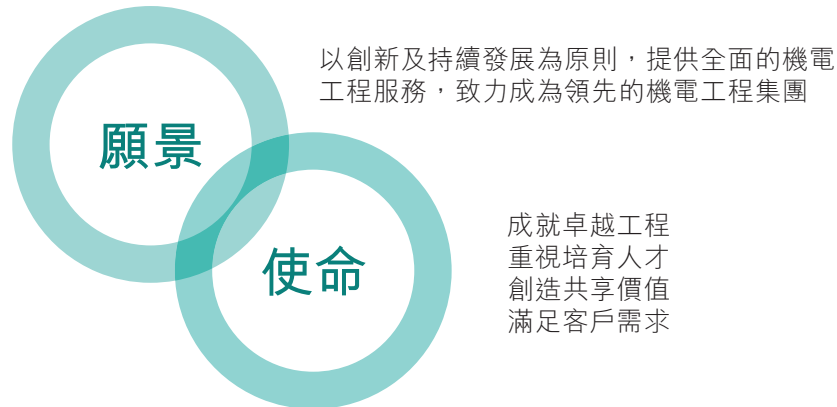 願景
以創新及持續發展為原則，提供全面的機電
工程服務，致力成為領先的機電工程集團
使命
成就卓越工程
重視培育人才
創造共享價值
滿足客戶需求